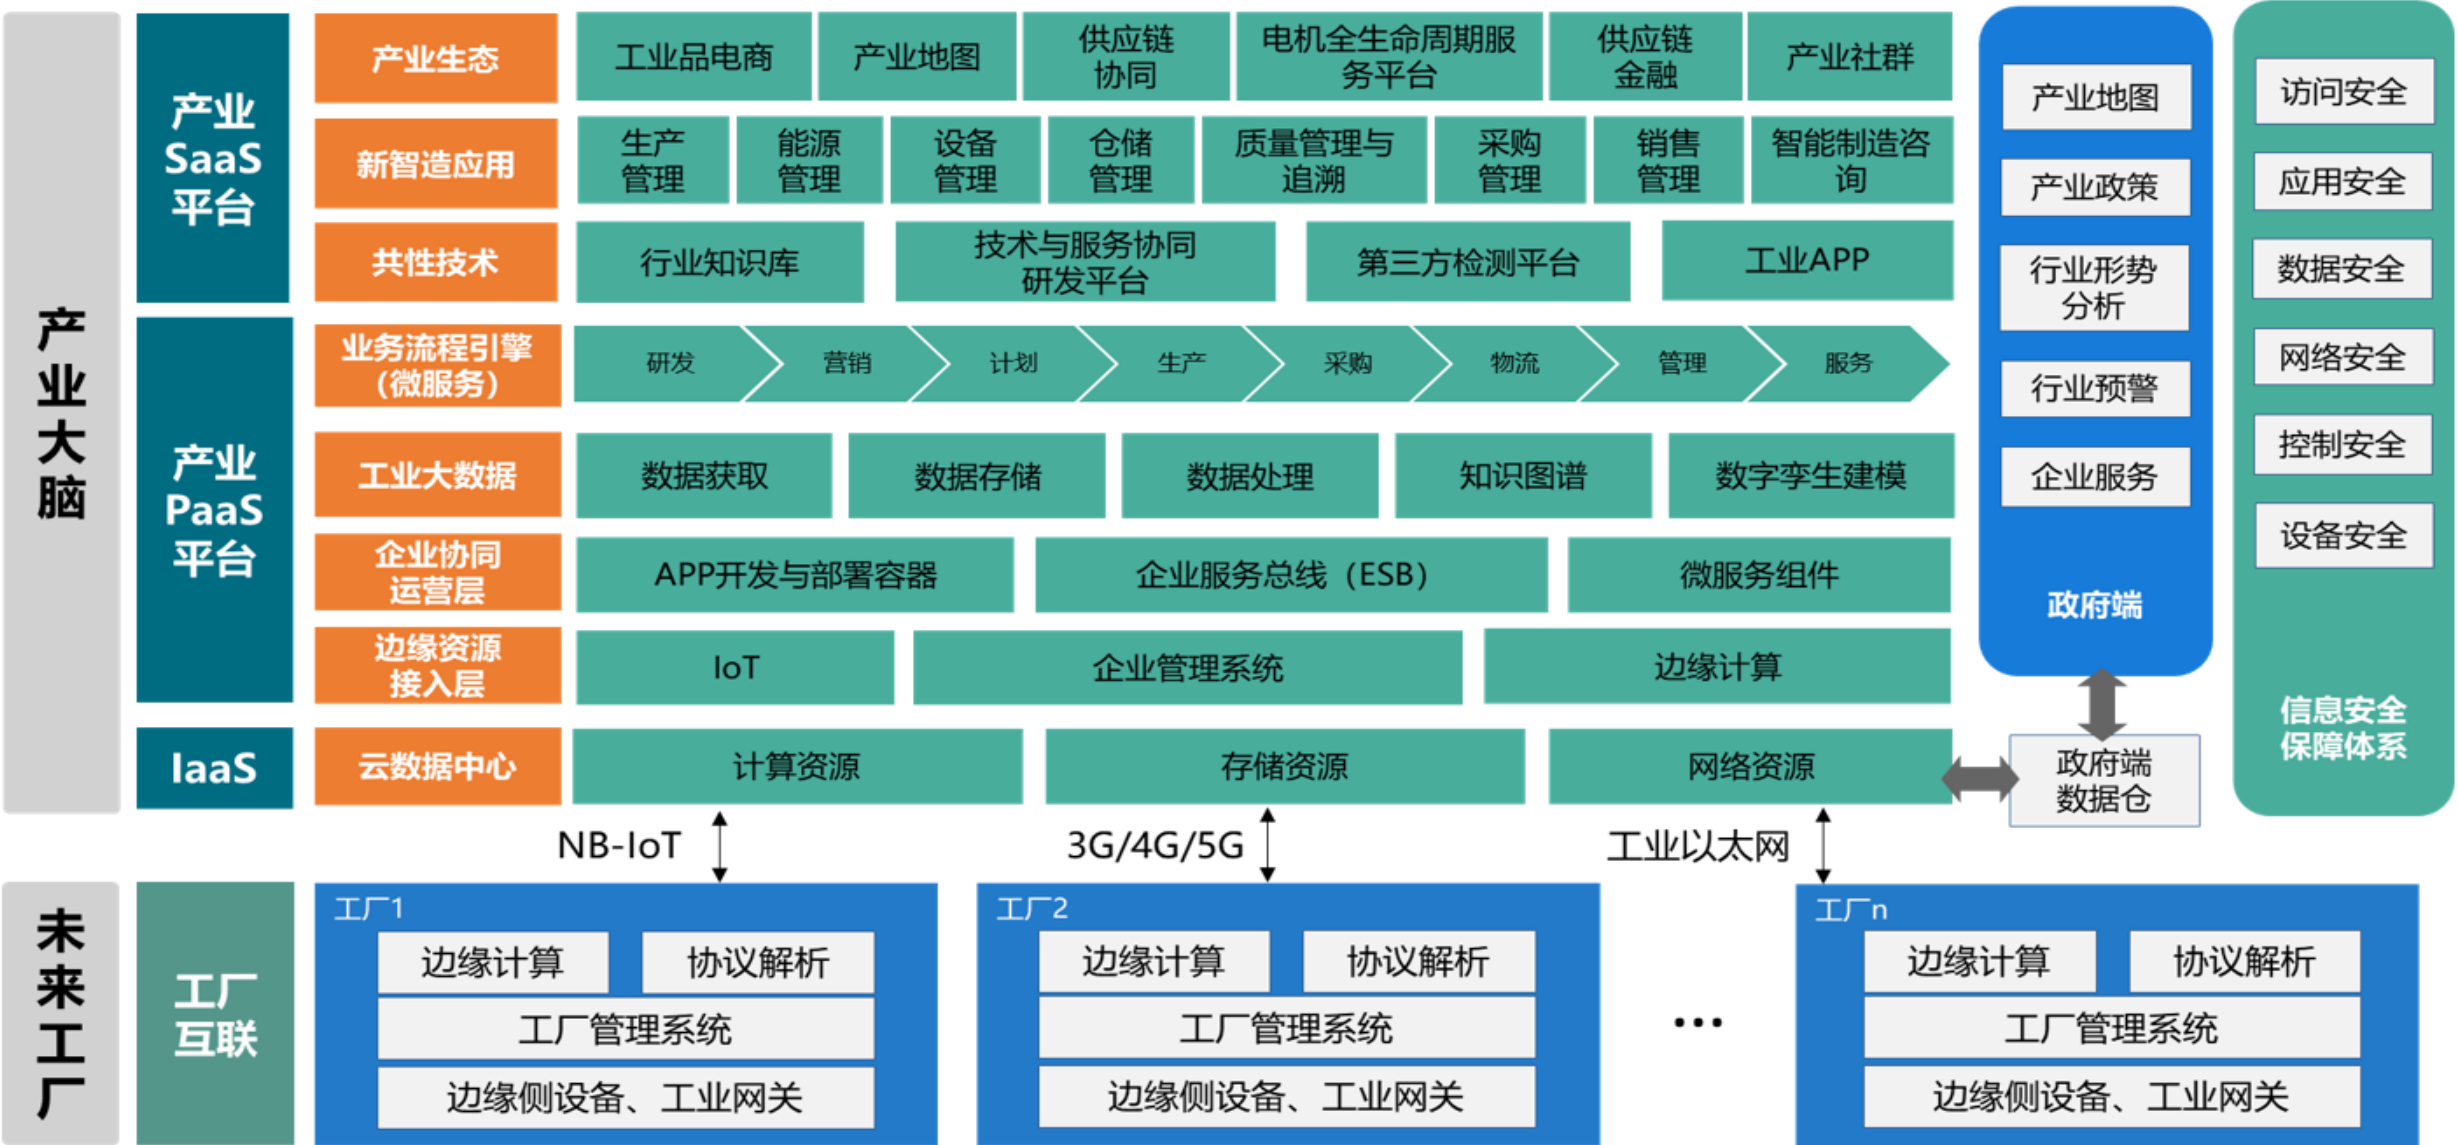 产业大脑
产业
SaaS
平台
产业生态
工业品电商
产业地图
供应链
协同
电机全生命周期服
务平台
供应链
金融
产业社群
新智造应用
生产
管理
能源
管理
设备
管理
仓储
管理
质量管理与
追溯
采购
管理
销售
管理
智能制造咨
询
共性技术
行业知识库
技术与服务协同
研发平台
第三方检测平台
工业APP
产业
PaaS
平台
业务流程引擎
（微服务）
研发
营销
计划
生产
采购
物流
管理
服务
工业大数据
数据获取
数据存储
数据处理
知识图谱
数字孪生建模
企业协同
运营层
APP开发与部署容器
企业服务总线（ESB）
微服务组件
边缘资源
接入层
IoT
企业管理系统
边缘计算
IaaS
云数据中心
计算资源
存储资源
网络资源
产业地图
产业政策
行业形势
分析
行业预警
企业服务
政府端
政府端
数据仓
访问安全
应用安全
数据安全
网络安全
控制安全
设备安全
信息安全
保障体系
NB-IoT
3G/4G/5G
工业以太网
未来工厂
工厂
互联
工厂1
边缘计算
协议解析
工厂管理系统
边缘侧设备、工业网关
工厂2
边缘计算
协议解析
工厂管理系统
边缘侧设备、工业网关
...
工厂n
边缘计算
协议解析
工厂管理系统
边缘侧设备、工业网关